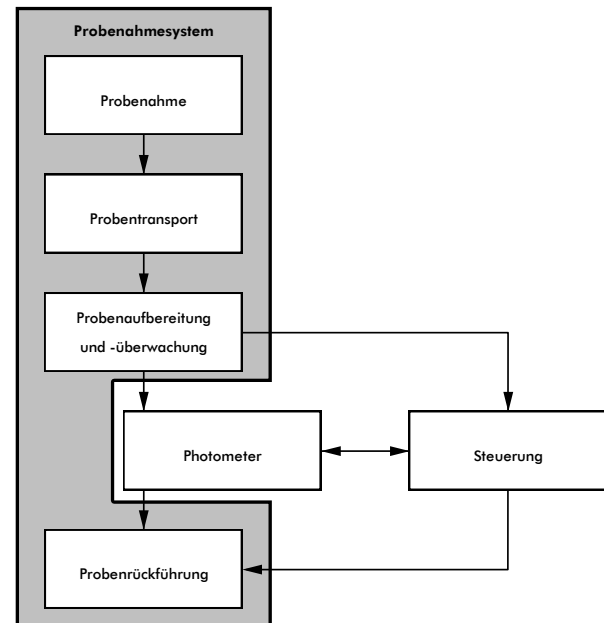 Probenahmesystem
Probenahme
Probentransport
Probenaufbereitung
und -überwachung
Photometer
Steuerung
Probenrückführung